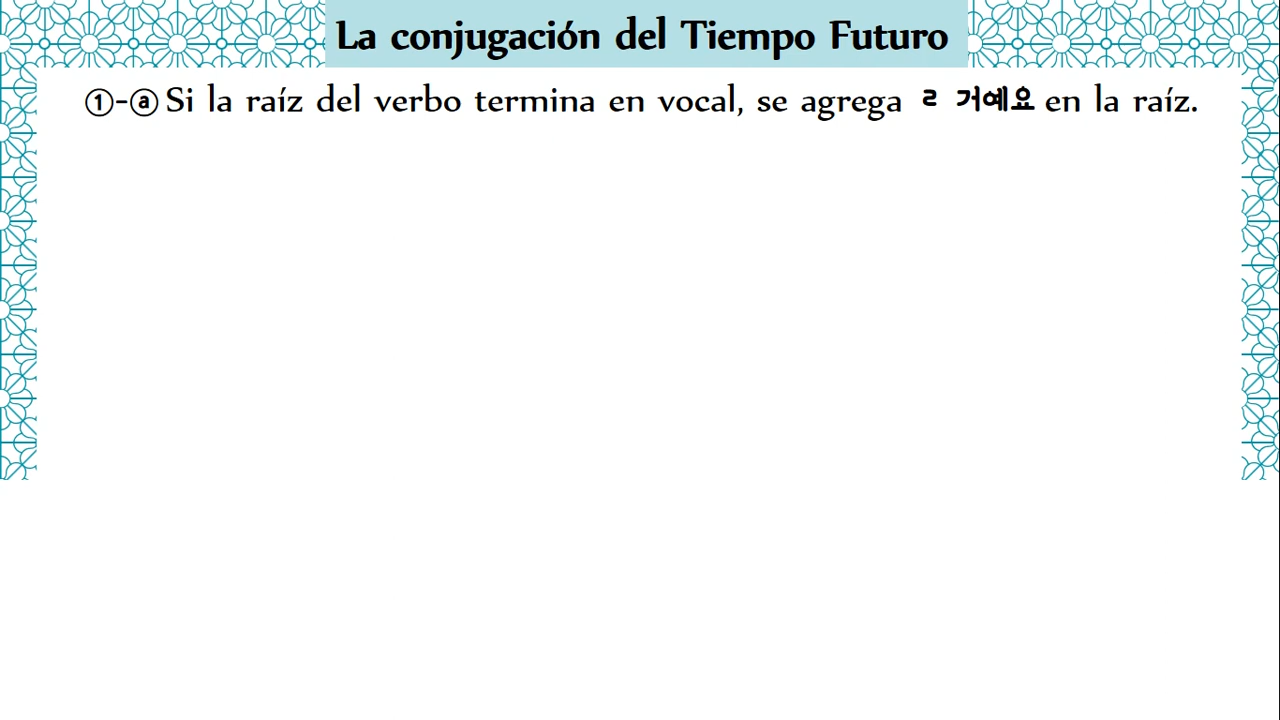 La conjugación del Tiempo Futuro
①-ⓐ Si la raíz del verbo termina en vocal, se agrega ㄹ 거예요 en la raíz.